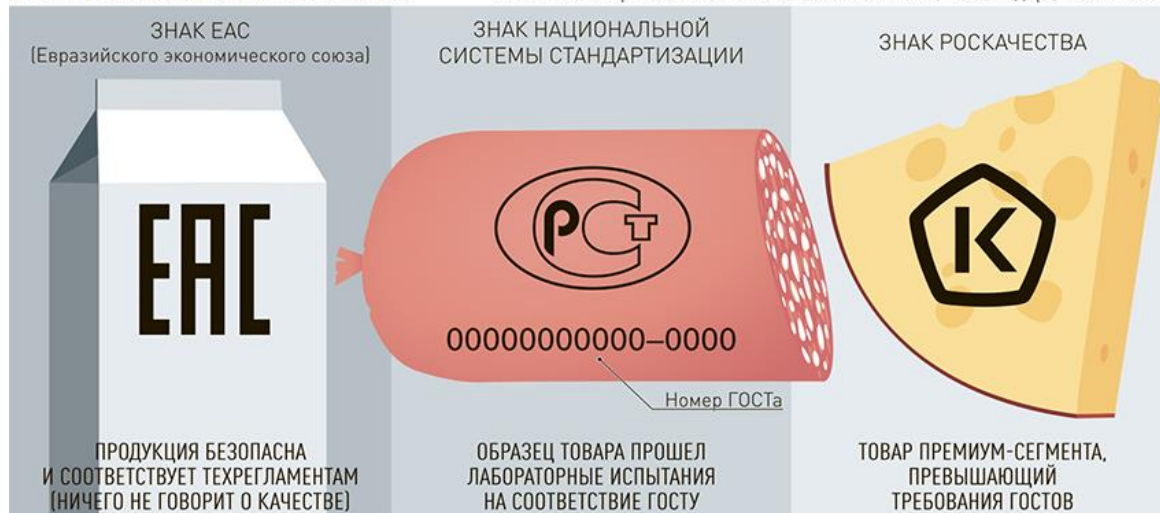 ЗНАК ЕАС
(Евразийского экономического союза)
EAC
ПРОДУКЦИЯ БЕЗОПАСНА
И СООТВЕТСТВУЕТ ТЕХРЕГЛАМЕНТАМ
(НИЧЕГО НЕ ГОВОРИТ О КАЧЕСТВЕ)
ЗНАК НАЦИОНАЛЬНОЙ
СИСТЕМЫ СТАНДАРТИЗАЦИИ
РСТ
00000000000–0000
Номер ГОСТа
ОБРАЗЕЦ ТОВАРА ПРОШЕЛ
ЛАБОРАТОРНЫЕ ИСПЫТАНИЯ
НА СООТВЕТСТВИЕ ГОСТУ
ЗНАК РОСКАЧЕСТВА
К
ТОВАР ПРЕМИУМ-СЕГМЕНТА,
ПРЕВЫШАЮЩИЙ
ТРЕБОВАНИЯ ГОСТОВ